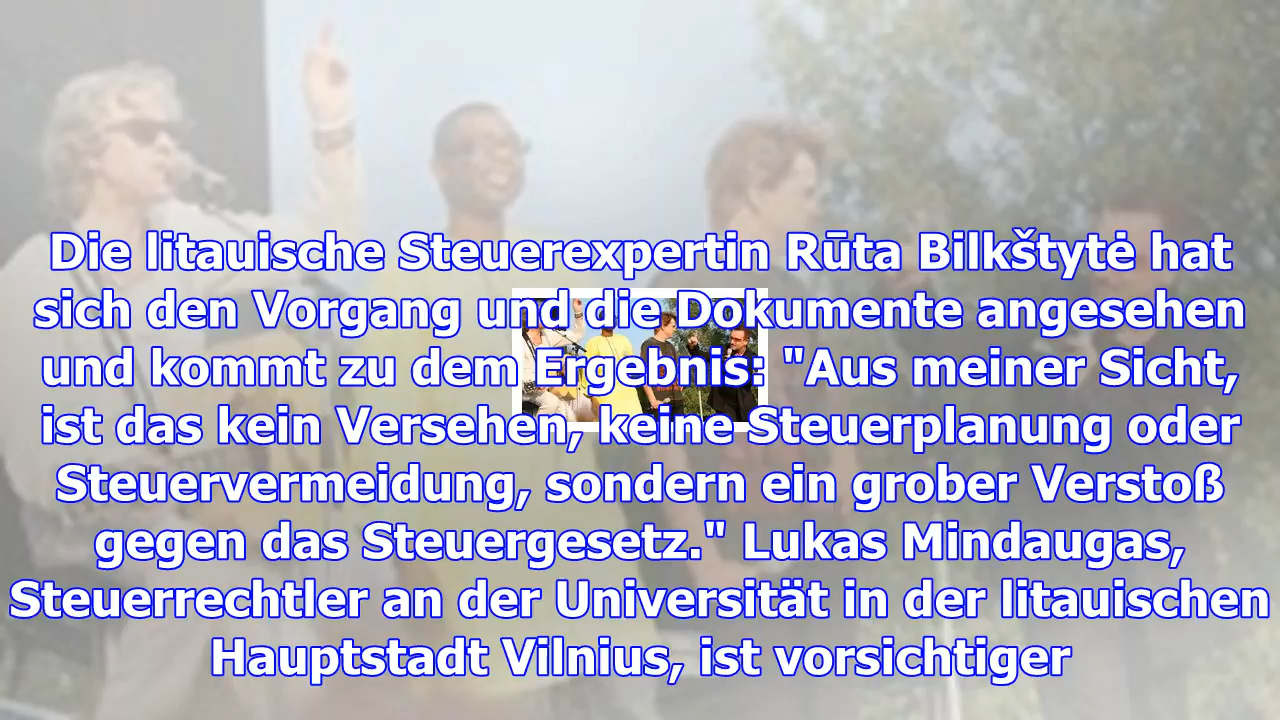 Die litauische Steuerexpertin Rūta Bilkštytė hat
sich den Vorgang und die Dokumente angesehen
und kommt zu dem Ergebnis: "Aus meiner Sicht,
ist das kein Versehen, keine Steuerplanung oder
Steuervermeidung, sondern ein grober Verstoß
gegen das Steuergesetz." Lukas Mindaugas,
Steuerrechtler an der Universität in der litauischen
Hauptstadt Vilnius, ist vorsichtiger